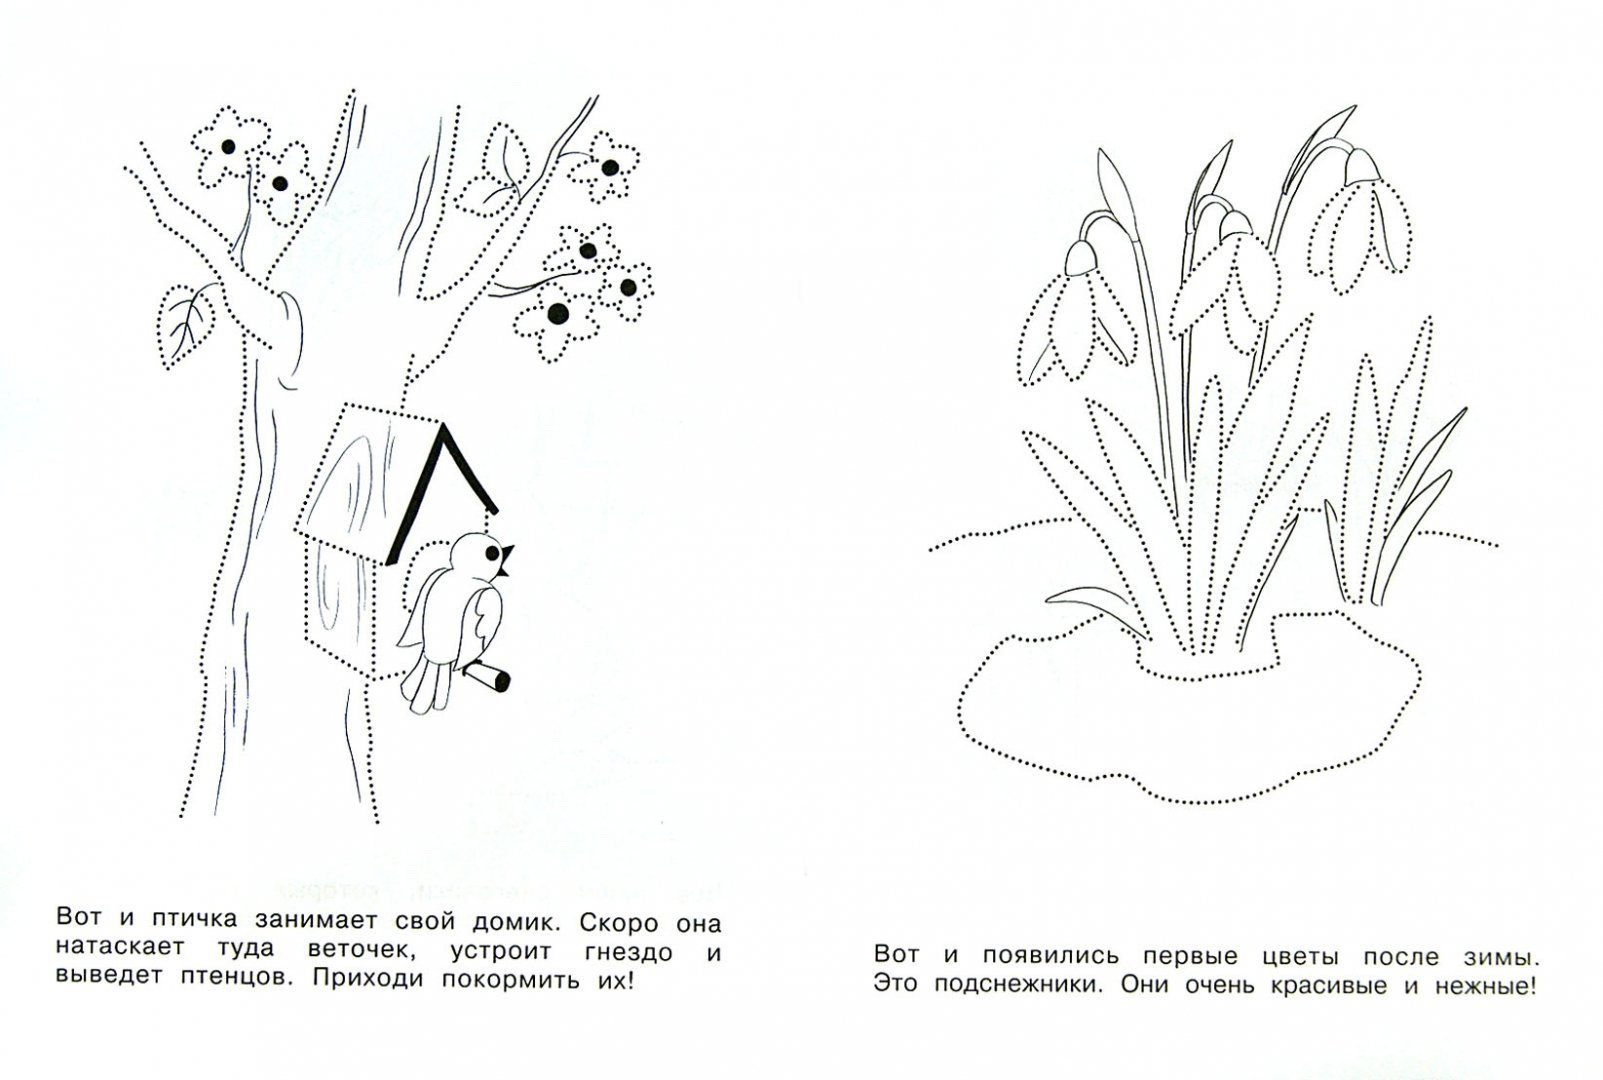 Вот и птичка занимает свой домик. Скоро она
натаскает туда веточек, устроит гнездо и
выведет птенцов. Приходи покормить их!
Вот и появились первые цветы после зимы.
Это подснежники. Они очень красивые и нежные!